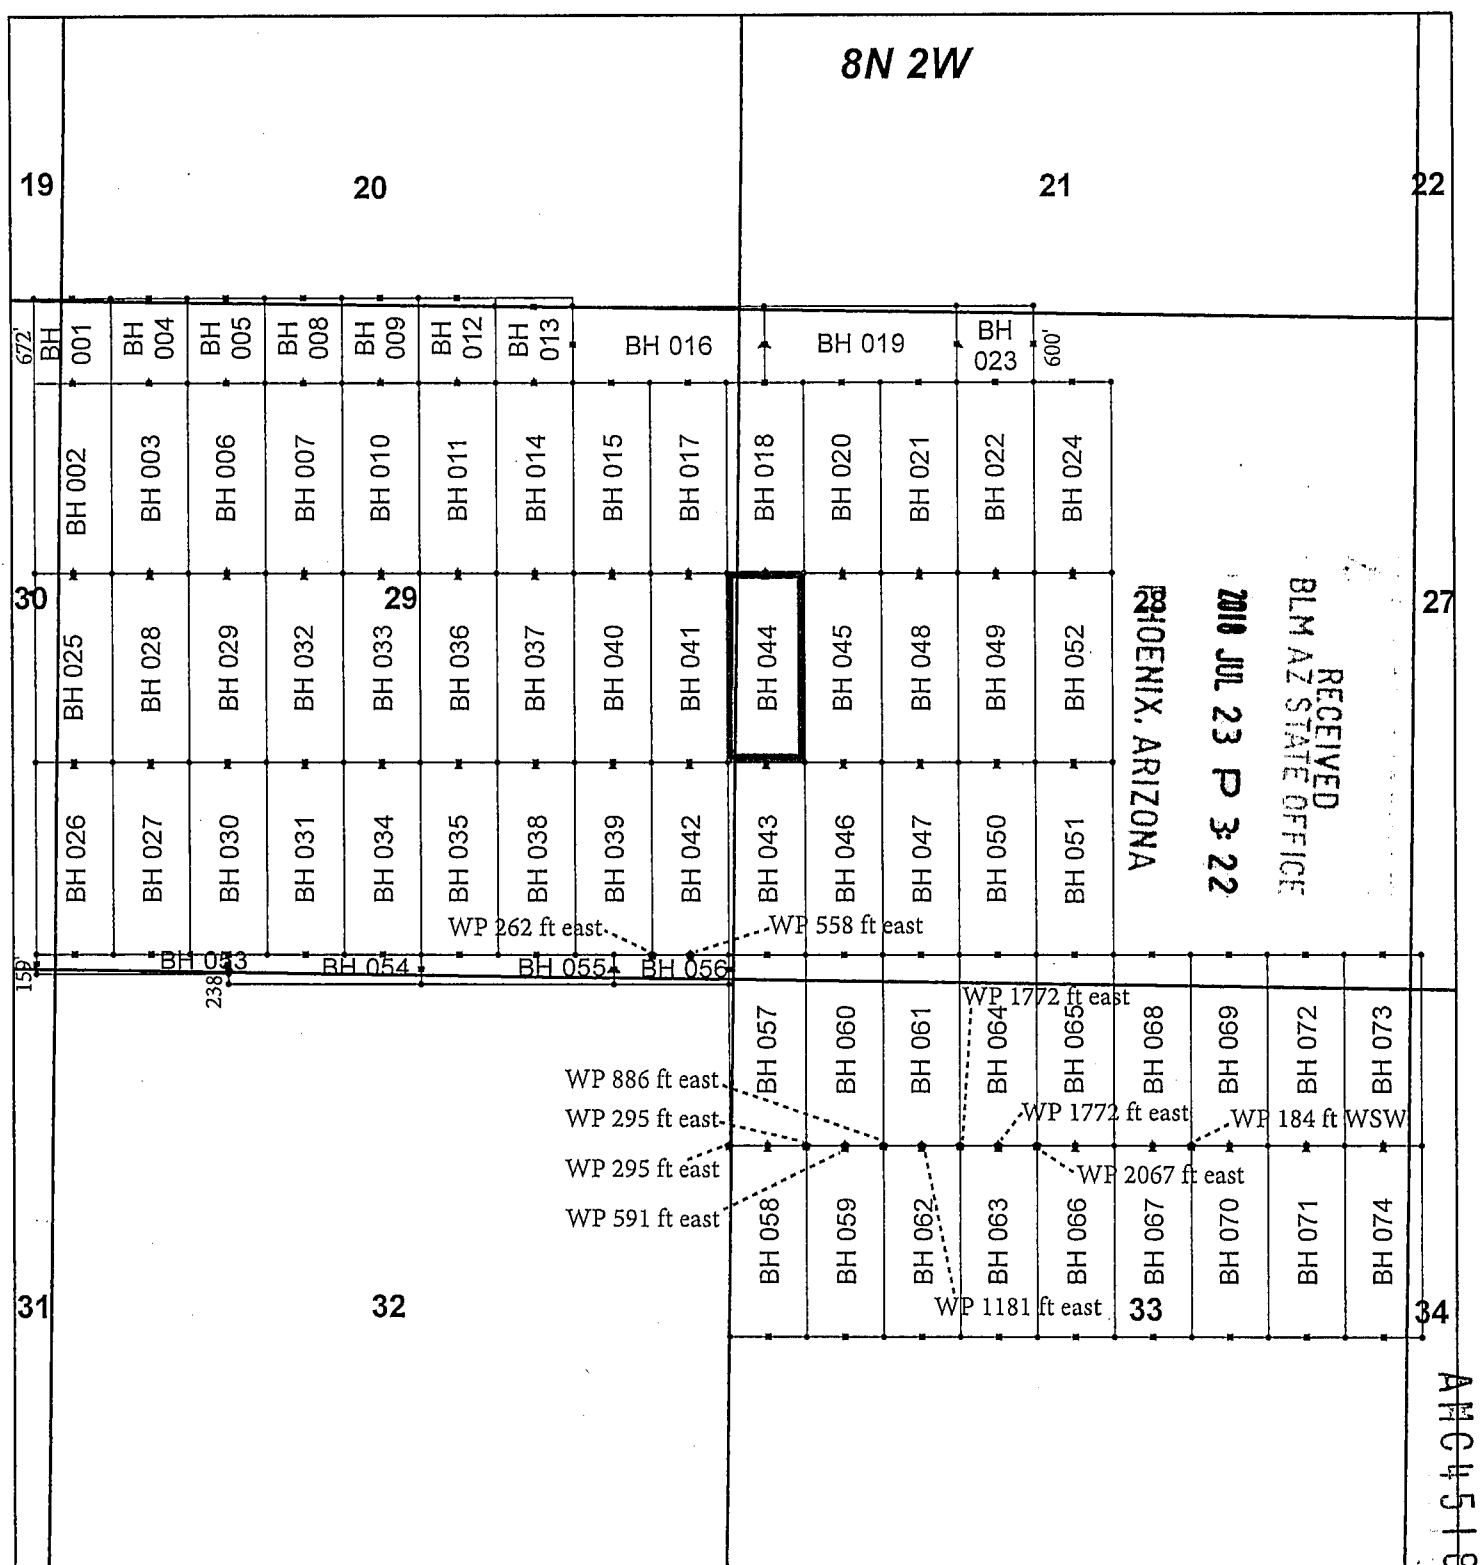 8N 2W
19
20
21
22
672'
BH
001
BH
004
BH
005
BH
008
BH
009
BH
012
BH
013
BH 016
BH 019
BH
023
600'
BH 002
BH 003
BH 006
BH 007
BH 010
BH 011
BH 014
BH 015
BH 017
BH 018
BH 020
BH 021
BH 022
BH 024
30
29
28
27
BH 025
BH 028
BH 029
BH 032
BH 033
BH 036
BH 037
BH 040
BH 041
BH 044
BH 045
BH 048
BH 049
BH 052
RECEIVED
BLM AZ STATE OFFICE
2018 JUL 23 P 3:22
PHOENIX, ARIZONA
BH 026
BH 027
BH 030
BH 031
BH 034
BH 035
BH 038
BH 039
BH 042
BH 043
BH 046
BH 047
BH 050
BH 051
WP 262 ft east
WP 558 ft east
159'
BH 053
BH 054
BH 055
BH 056
238'
WP 1772 ft east
BH 057
BH 060
BH 061
BH 064
BH 065
BH 068
BH 069
BH 072
BH 073
WP 886 ft east
WP 295 ft east
WP 1772 ft east
WP 184 ft WSW
WP 295 ft east
WP 2067 ft east
WP 591 ft east
BH 058
BH 059
BH 062
BH 063
BH 066
BH 067
BH 070
BH 071
BH 074
WP 1181 ft east
31
32
33
34